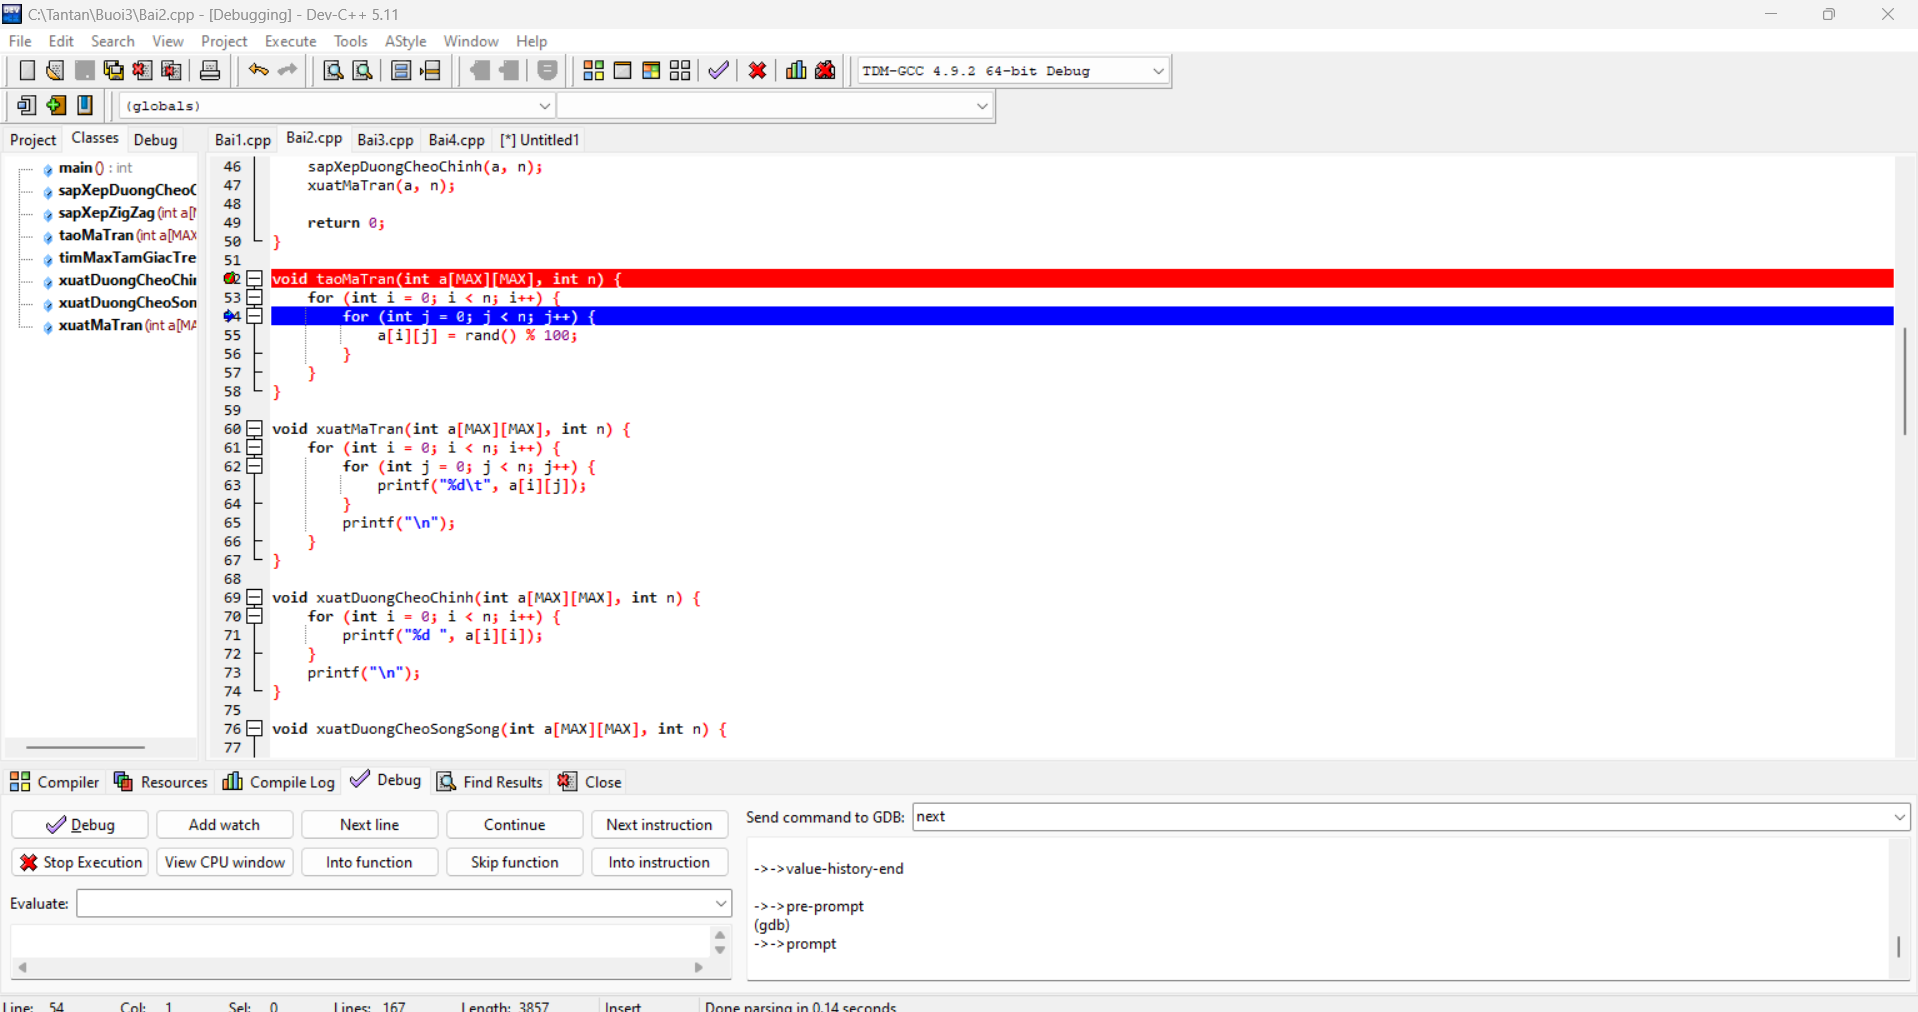 C:\Tantan\Buoi3\Bai2.cpp - [Debugging] - Dev-C++ 5.11
File Edit Search View Project Execute Tools AStyle Window Help
TDM-GCC 4.9.2 64-bit Debug
(globals)
Project Classes Debug
Bai1.cpp Bai2.cpp Bai3.cpp Bai4.cpp [*] Untitled1
main () : int
sapXepDuongCheoC
sapXepZigZag (int a[M
taoMaTran (int a[MAX
timMaxTamGiacTre
xuatDuongCheoChin
xuatDuongCheoSon
xuatMaTran (int a[MA
46 sapXepDuongCheoChinh(a, n);
47 xuatMaTran(a, n);
48
49 return 0;
50 }
51
52 void taoMaTran(int a[MAX][MAX], int n) {
53 for (int i = 0; i < n; i++) {
54 for (int j = 0; j < n; j++) {
55 a[i][j] = rand() % 100;
56 }
57 }
58 }
59
60 void xuatMaTran(int a[MAX][MAX], int n) {
61 for (int i = 0; i < n; i++) {
62 for (int j = 0; j < n; j++) {
63 printf("%d\t", a[i][j]);
64 }
65 printf("\n");
66 }
67 }
68
69 void xuatDuongCheoChinh(int a[MAX][MAX], int n) {
70 for (int i = 0; i < n; i++) {
71 printf("%d ", a[i][i]);
72 }
73 printf("\n");
74 }
75
76 void xuatDuongCheoSongSong(int a[MAX][MAX], int n) {
77
Compiler Resources Compile Log Debug Find Results Close
Debug Add watch Next line Continue Next instruction
Stop Execution View CPU window Into function Skip function Into instruction
Evaluate:
Send command to GDB: next
->->value-history-end
->->pre-prompt
(gdb)
->->prompt
Line: 54 Col: 1 Sel: 0 Lines: 167 Length: 3857 Insert Done parsing in 0.14 seconds